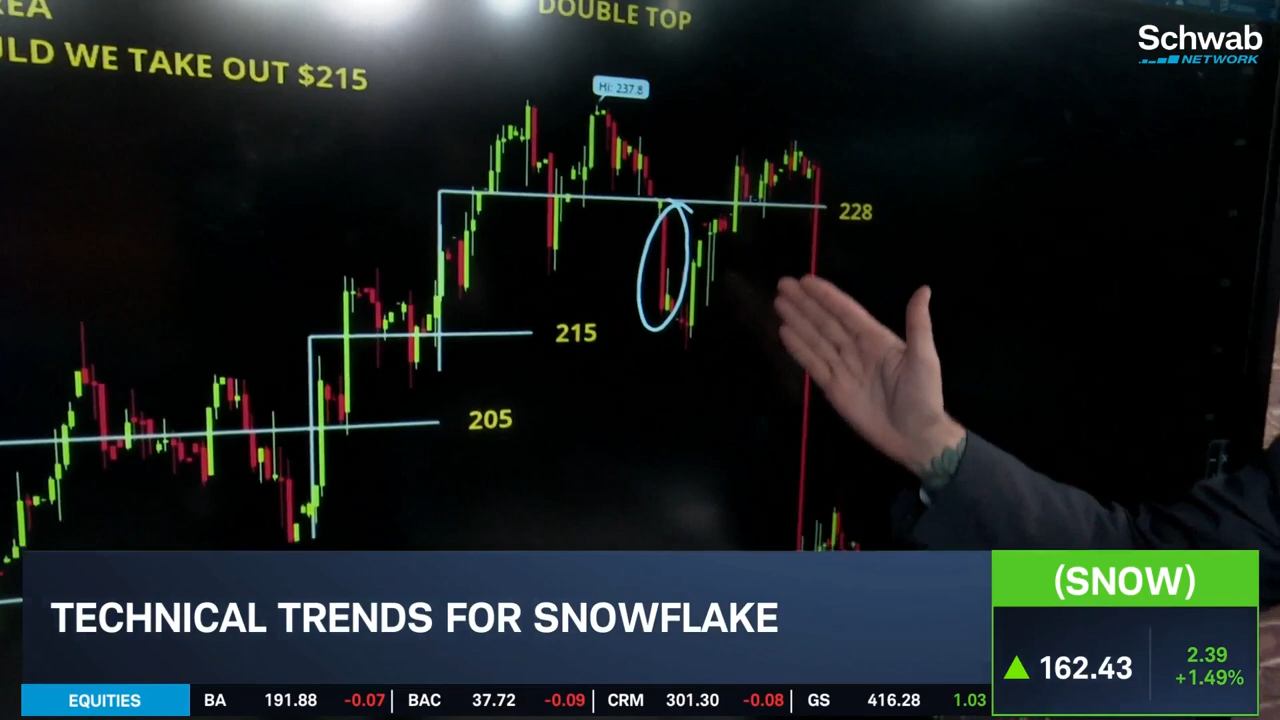 DOUBLE TOP
WE TAKE OUT $215
Schwab
NETWORK
Hi: 237.8
228
215
205
TECHNICAL TRENDS FOR SNOWFLAKE
(SNOW)
162.43
2.39
+1.49%
EQUITIES BA 191.88 -0.07 BAC 37.72 -0.09 CRM 301.30 -0.08 GS 416.28 1.03